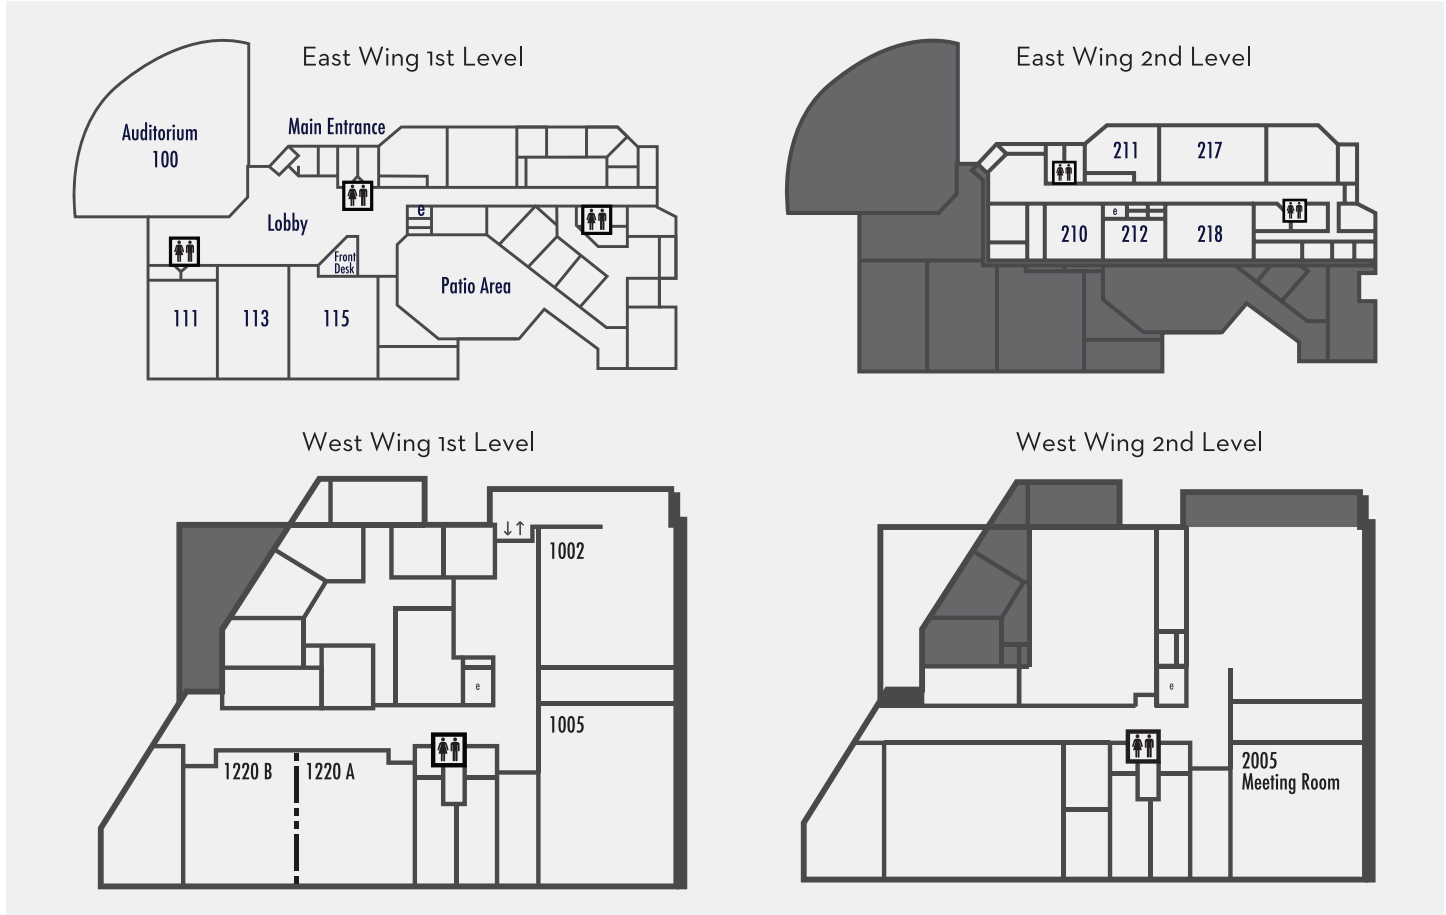 East Wing 1st Level
Auditorium
100
Main Entrance
Lobby
e
Front
Desk
Patio Area
111
113
115
East Wing 2nd Level
211
217
210
e
212
218
West Wing 1st Level
↓↑
1002
e
1005
1220 B
1220 A
West Wing 2nd Level
e
2005
Meeting Room